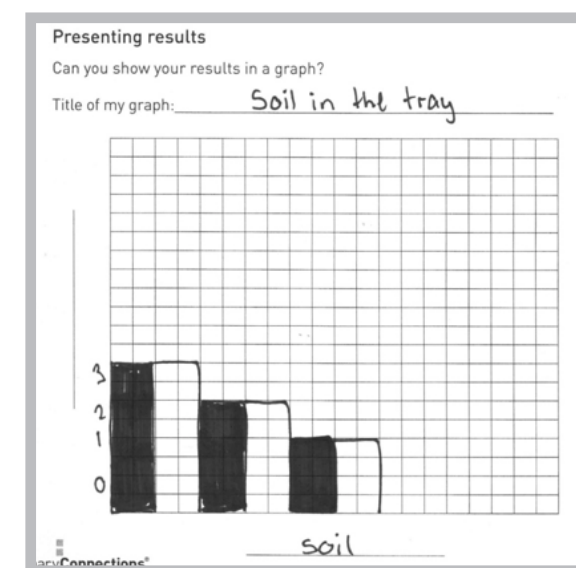 Presenting results
Can you show your results in a graph?
Title of my graph: Soil in the tray
3
2
1
0
soil
aryConnections®